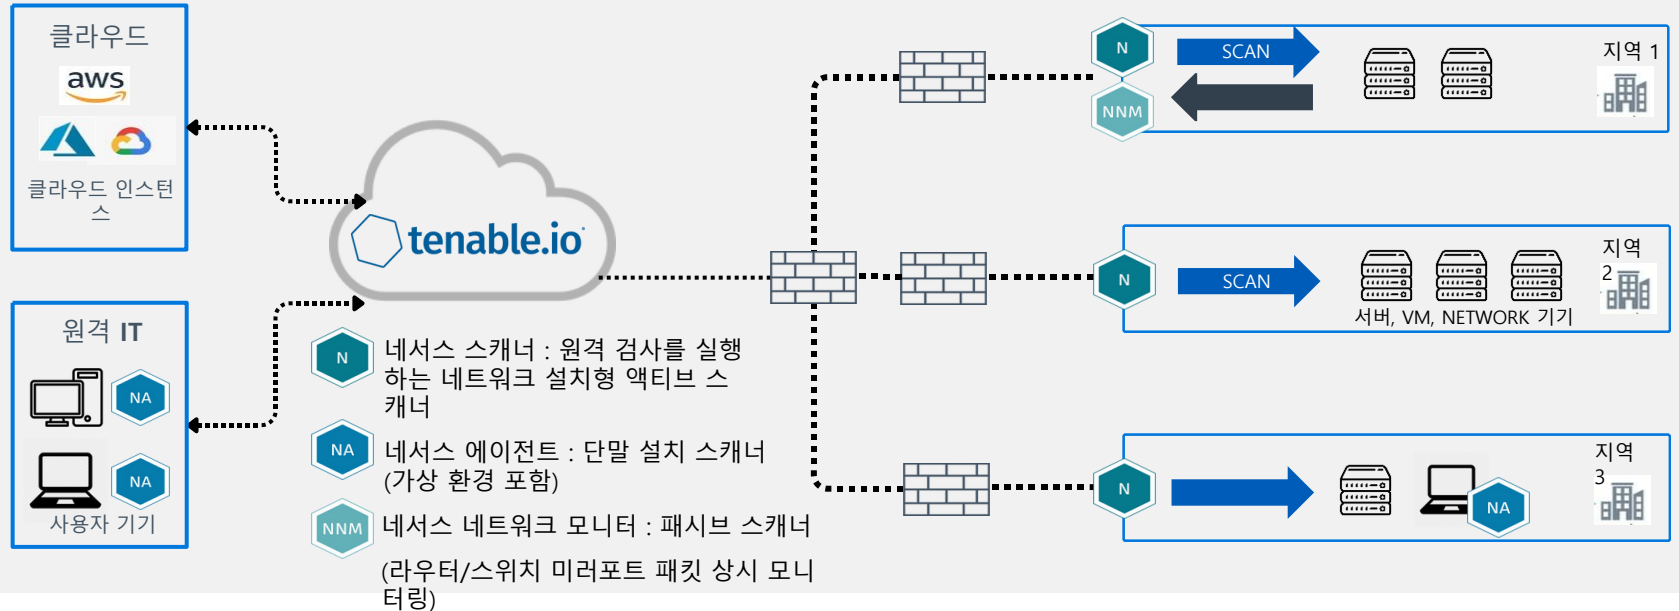 클라우드
aws
클라우드 인스턴
스
원격 IT
NA
NA
사용자 기기
tenable.io
N
네서스 스캐너 : 원격 검사를 실행
하는 네트워크 설치형 액티브 스
캐너
NA
네서스 에이전트 : 단말 설치 스캐너
(가상 환경 포함)
NNM
네서스 네트워크 모니터 : 패시브 스캐너
(라우터/스위치 미러포트 패킷 상시 모니
터링)
N
SCAN
NNM
지역 1
N
SCAN
서버, VM, NETWORK 기기
지역
2
N
NA
지역
3